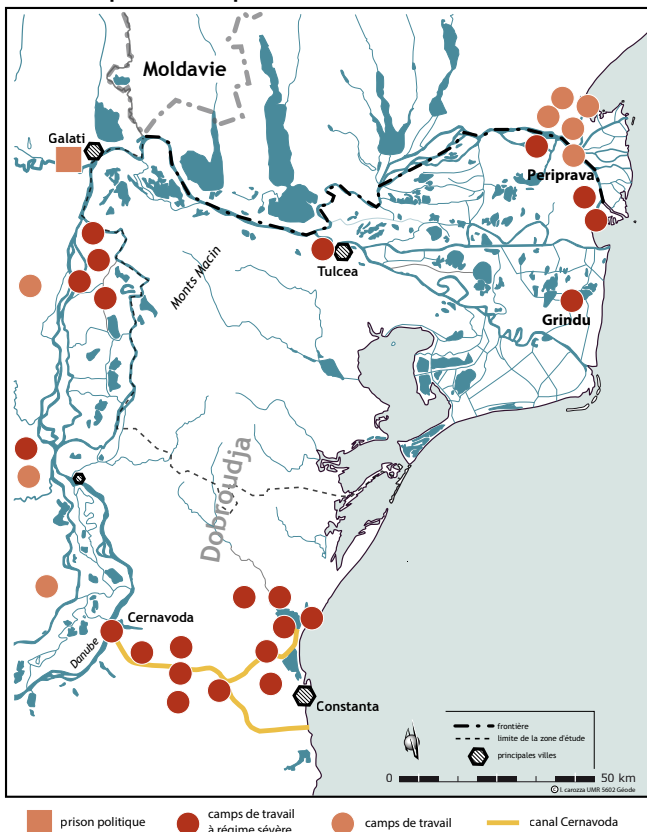 Moldavie
Galati
Periprava
Monts Macin
Tulcea
Grindu
Dobroudja
Cernavoda
Danube
Constanta
frontière
limite de la zone d'étude
principales villes
0 50 km
© l. carozza UMR 5602 Géode
prison politique
camps de travail
à régime sévère
camps de travail
canal Cernavoda